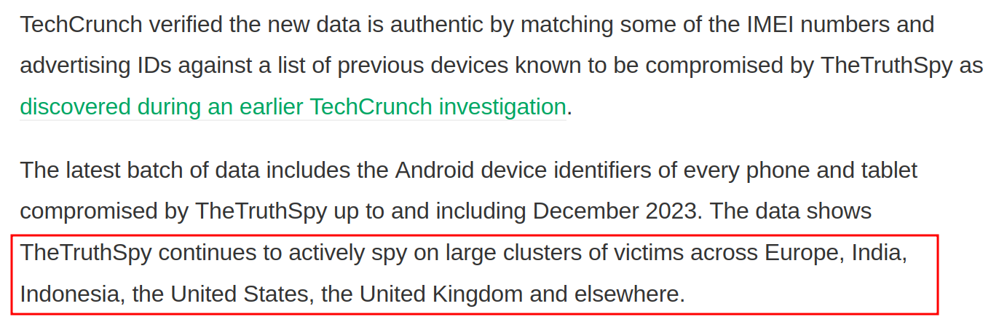 TechCrunch verified the new data is authentic by matching some of the IMEI numbers and
advertising IDs against a list of previous devices known to be compromised by TheTruthSpy as
discovered during an earlier TechCrunch investigation.
The latest batch of data includes the Android device identifiers of every phone and tablet
compromised by TheTruthSpy up to and including December 2023. The data shows
TheTruthSpy continues to actively spy on large clusters of victims across Europe, India,
Indonesia, the United States, the United Kingdom and elsewhere.